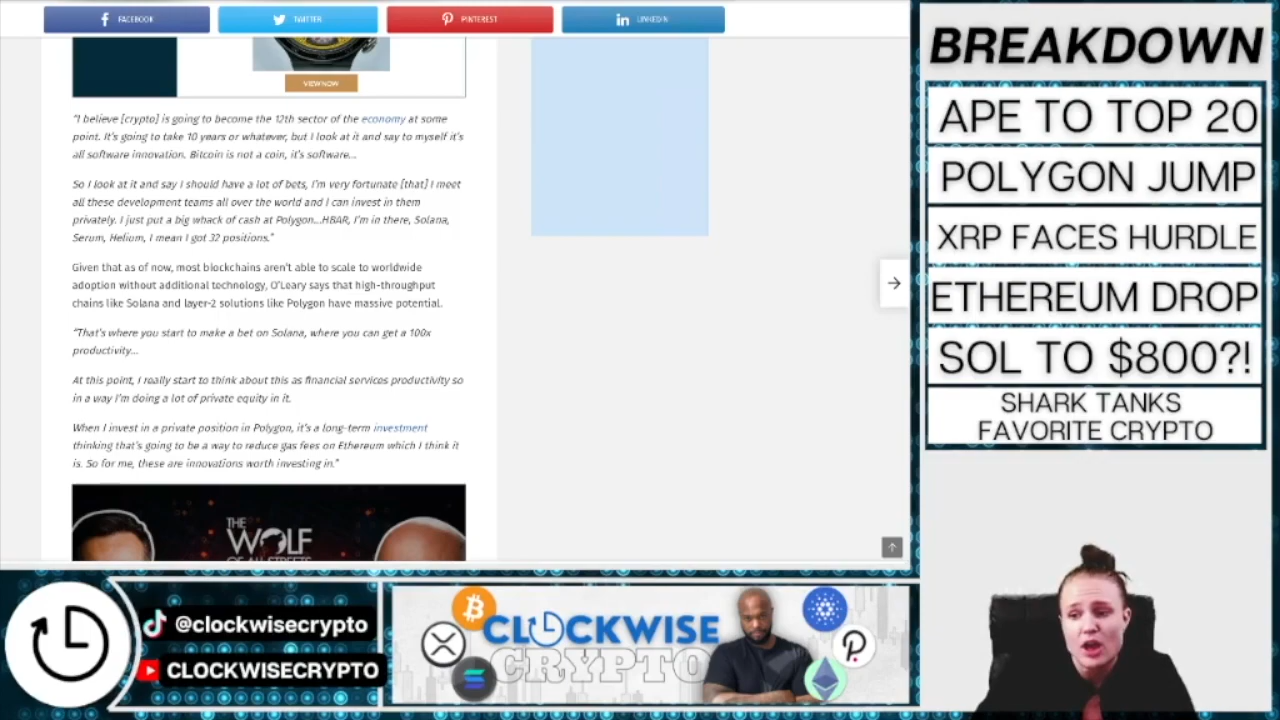 FACEBOOK
TWITTER
PINTEREST
LINKEDIN
VIEW NOW
"I believe [crypto] is going to become the 12th sector of the economy at some
point. It's going to take 10 years or whatever, but I look at it and say to myself it's
all software innovation. Bitcoin is not a coin, it's software…
So I look at it and say I should have a lot of bets, I'm very fortunate [that] I meet
all these development teams all over the world and I can invest in them
privately. I just put a big whack of cash at Polygon…HBAR, I'm in there, Solana,
Serum, Helium, I mean I got 32 positions."
Given that as of now, most blockchains aren't able to scale to worldwide
adoption without additional technology, O'Leary says that high-throughput
chains like Solana and layer-2 solutions like Polygon have massive potential.
"That's where you start to make a bet on Solana, where you can get a 100x
productivity…
At this point, I really start to think about this as financial services productivity so
in a way I'm doing a lot of private equity in it.
When I invest in a private position in Polygon, it's a long-term investment
thinking that's going to be a way to reduce gas fees on Ethereum which I think it
is. So for me, these are innovations worth investing in."
THE
WOLF
OF ALL STREETS
BREAKDOWN
APE TO TOP 20
POLYGON JUMP
XRP FACES HURDLE
ETHEREUM DROP
SOL TO $800?!
SHARK TANKS
FAVORITE CRYPTO
@clockwisecrypto
CLOCKWISECRYPTO
CLOCKWISE
CRYPTO